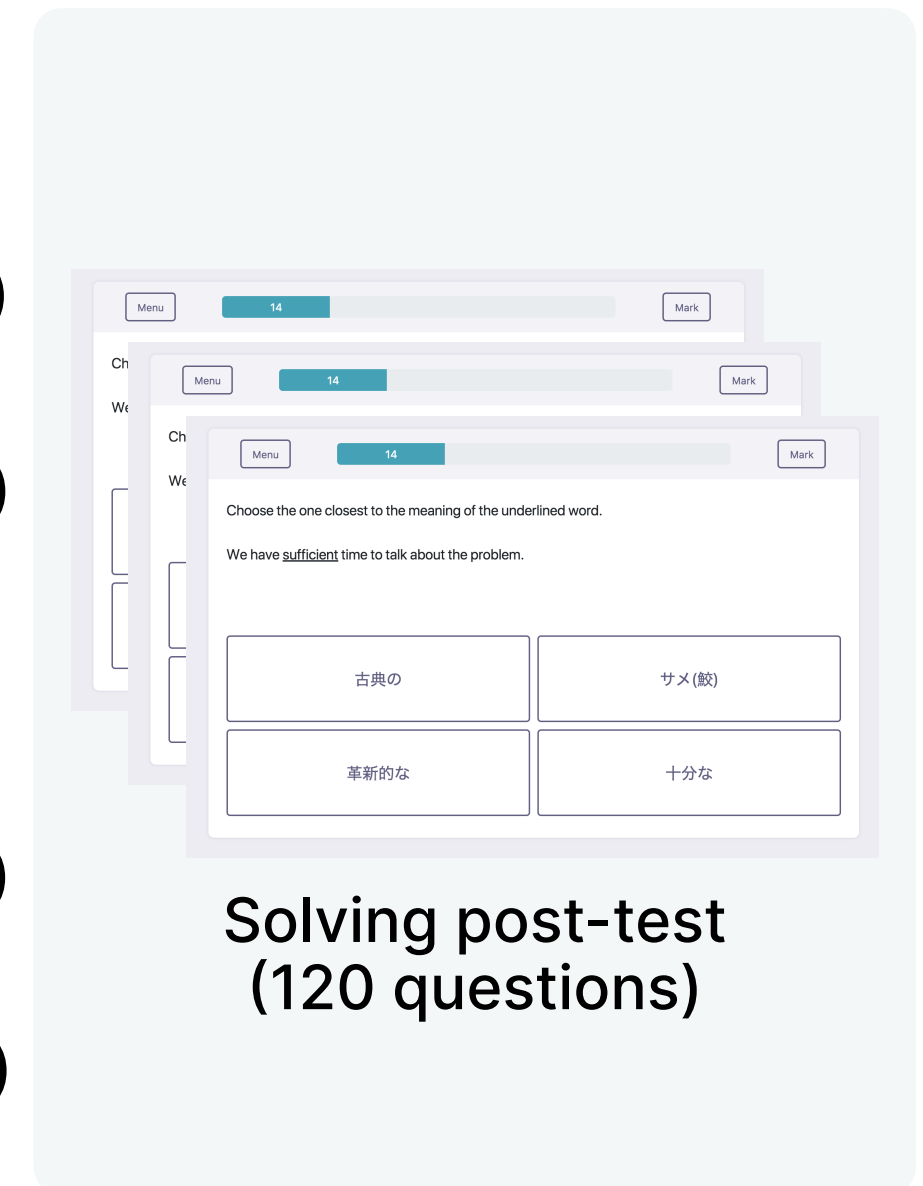 Menu
14
Mark
Ch
We
Menu
14
Mark
Ch
We
Menu
14
Mark
Choose the one closest to the meaning of the underlined word.
We have sufficient time to talk about the problem.
古典の
サメ(鮫)
革新的な
十分な
Solving post-test
(120 questions)